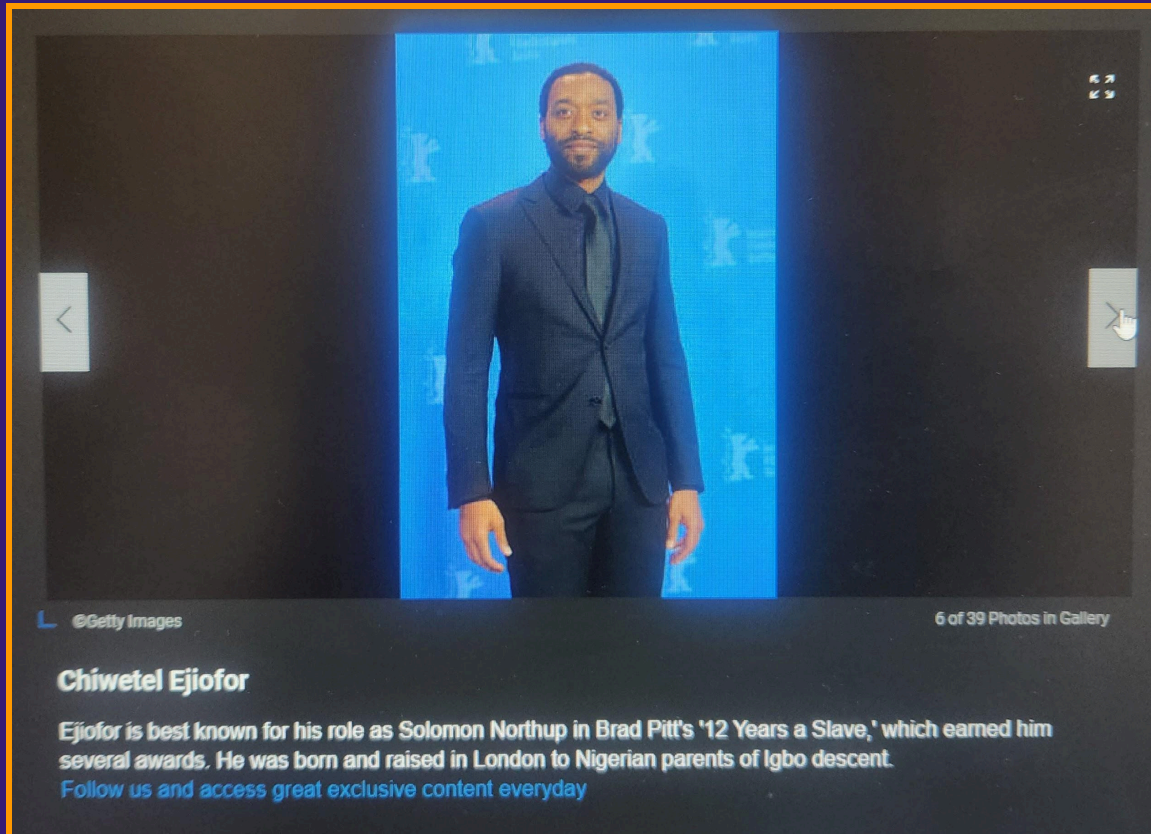 ©Getty Images
6 of 39 Photos in Gallery
Chiwetel Ejiofor
Ejiofor is best known for his role as Solomon Northup in Brad Pitt's '12 Years a Slave,' which earned him
several awards. He was born and raised in London to Nigerian parents of Igbo descent.
Follow us and access great exclusive content everyday